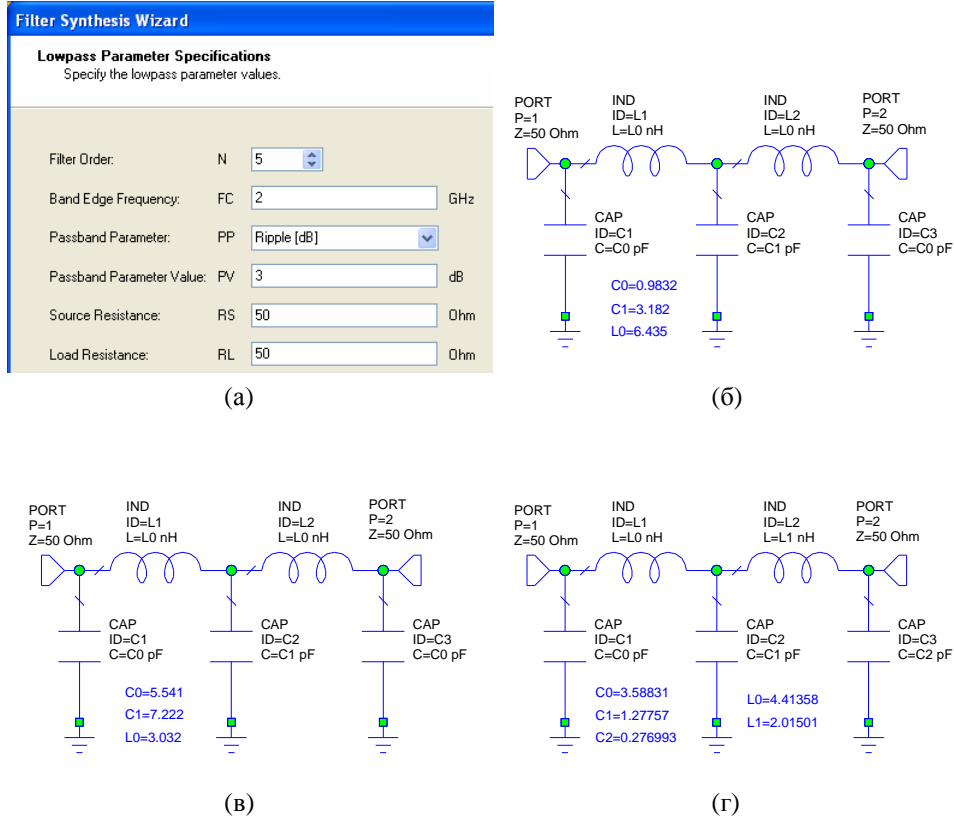 Filter Synthesis Wizard
Lowpass Parameter Specifications
Specify the lowpass parameter values.
Filter Order: N 5
Band Edge Frequency: FC 2 GHz
Passband Parameter: PP Ripple [dB]
Passband Parameter Value: PV 3 dB
Source Resistance: RS 50 Ohm
Load Resistance: RL 50 Ohm
(а)
PORT
P=1
Z=50 Ohm
IND
ID=L1
L=L0 nH
IND
ID=L2
L=L0 nH
PORT
P=2
Z=50 Ohm
CAP
ID=C1
C=C0 pF
CAP
ID=C2
C=C1 pF
CAP
ID=C3
C=C0 pF
C0=0.9832
C1=3.182
L0=6.435
(б)
PORT
P=1
Z=50 Ohm
IND
ID=L1
L=L0 nH
IND
ID=L2
L=L0 nH
PORT
P=2
Z=50 Ohm
CAP
ID=C1
C=C0 pF
CAP
ID=C2
C=C1 pF
CAP
ID=C3
C=C0 pF
C0=5.541
C1=7.222
L0=3.032
(в)
PORT
P=1
Z=50 Ohm
IND
ID=L1
L=L0 nH
IND
ID=L2
L=L1 nH
PORT
P=2
Z=50 Ohm
CAP
ID=C1
C=C0 pF
CAP
ID=C2
C=C1 pF
CAP
ID=C3
C=C2 pF
C0=3.58831
C1=1.27757
C2=0.276993
L0=4.41358
L1=2.01501
(г)